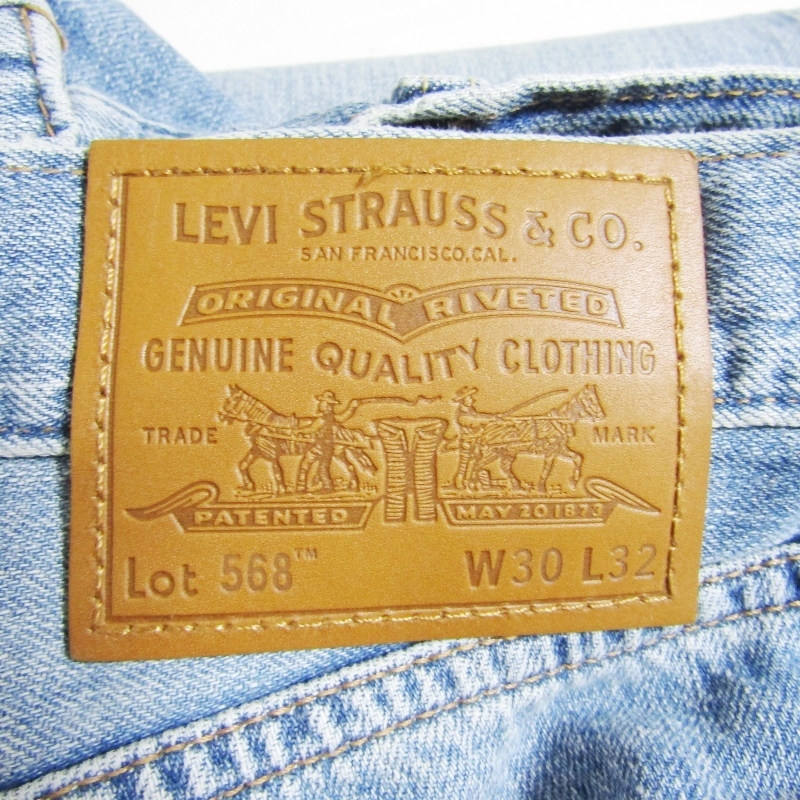 LEVI STRAUSS & CO.
SAN FRANCISCO, CAL.
ORIGINAL RIVETED
GENUINE QUALITY CLOTHING
TRADE MARK
PATENTED MAY 20 1873
Lot 568™ W30 L32